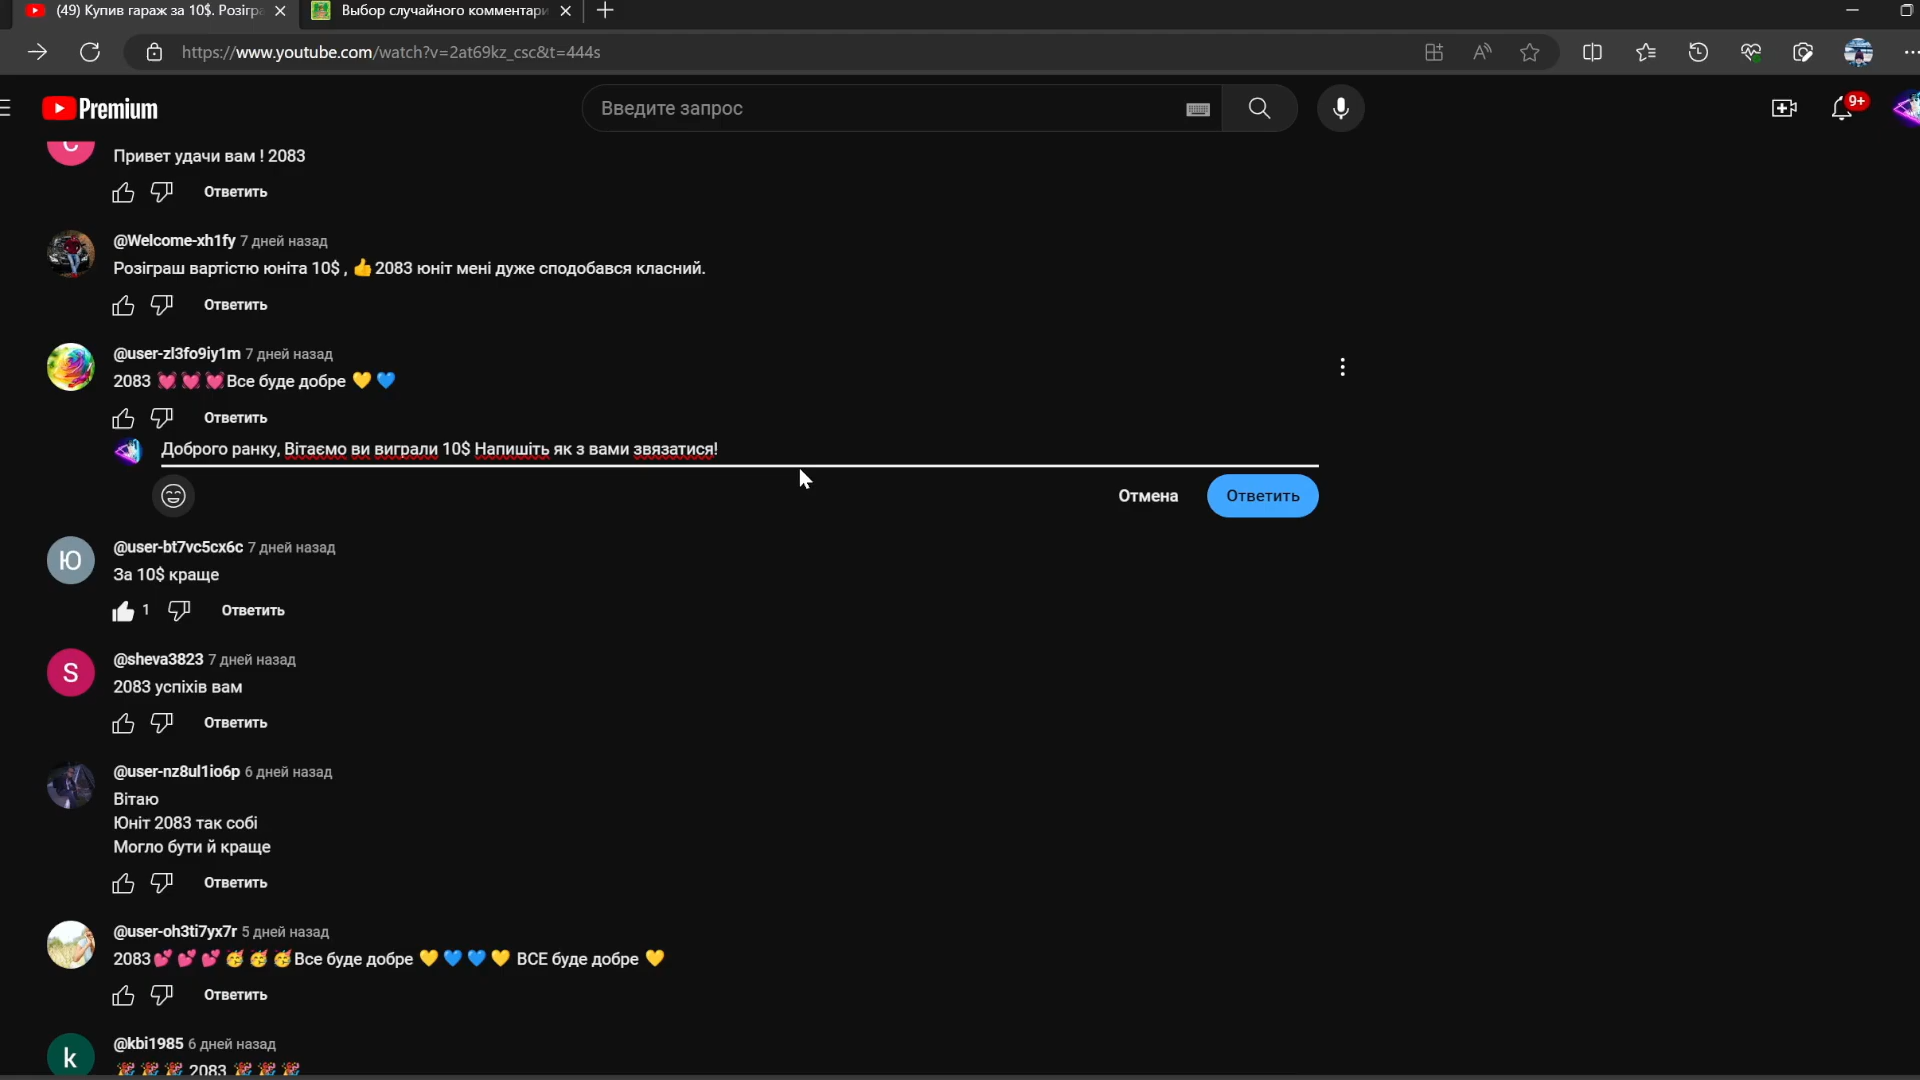 (49) Купив гараж за 10$. Розігр
Выбор случайного комментари
https://www.youtube.com/watch?v=2at69kz_csc&t=444s
Premium
Введите запрос
9+
C
Привет удачи вам ! 2083
Ответить
@Welcome-xh1fy 7 дней назад
Розіграш вартістю юніта 10$ , 👍2083 юніт мені дуже сподобався класний.
Ответить
@user-zl3fo9iy1m 7 дней назад
2083 💓💓💓Все буде добре 💛💙
Ответить
Доброго ранку, Вітаємо ви виграли 10$ Напишіть як з вами звязатися!
Отмена
Ответить
Ю
@user-bt7vc5cx6c 7 дней назад
За 10$ краще
1
Ответить
S
@sheva3823 7 дней назад
2083 успіхів вам
Ответить
@user-nz8ul1io6p 6 дней назад
Вітаю
Юніт 2083 так собі
Могло бути й краще
Ответить
@user-oh3ti7yx7r 5 дней назад
2083💕💕💕🥳🥳🥳Все буде добре 💛💙💙💛 ВСЕ буде добре 💛
Ответить
k
@kbi1985 6 дней назад
🎉🎉🎉 2083 🎉🎉🎉